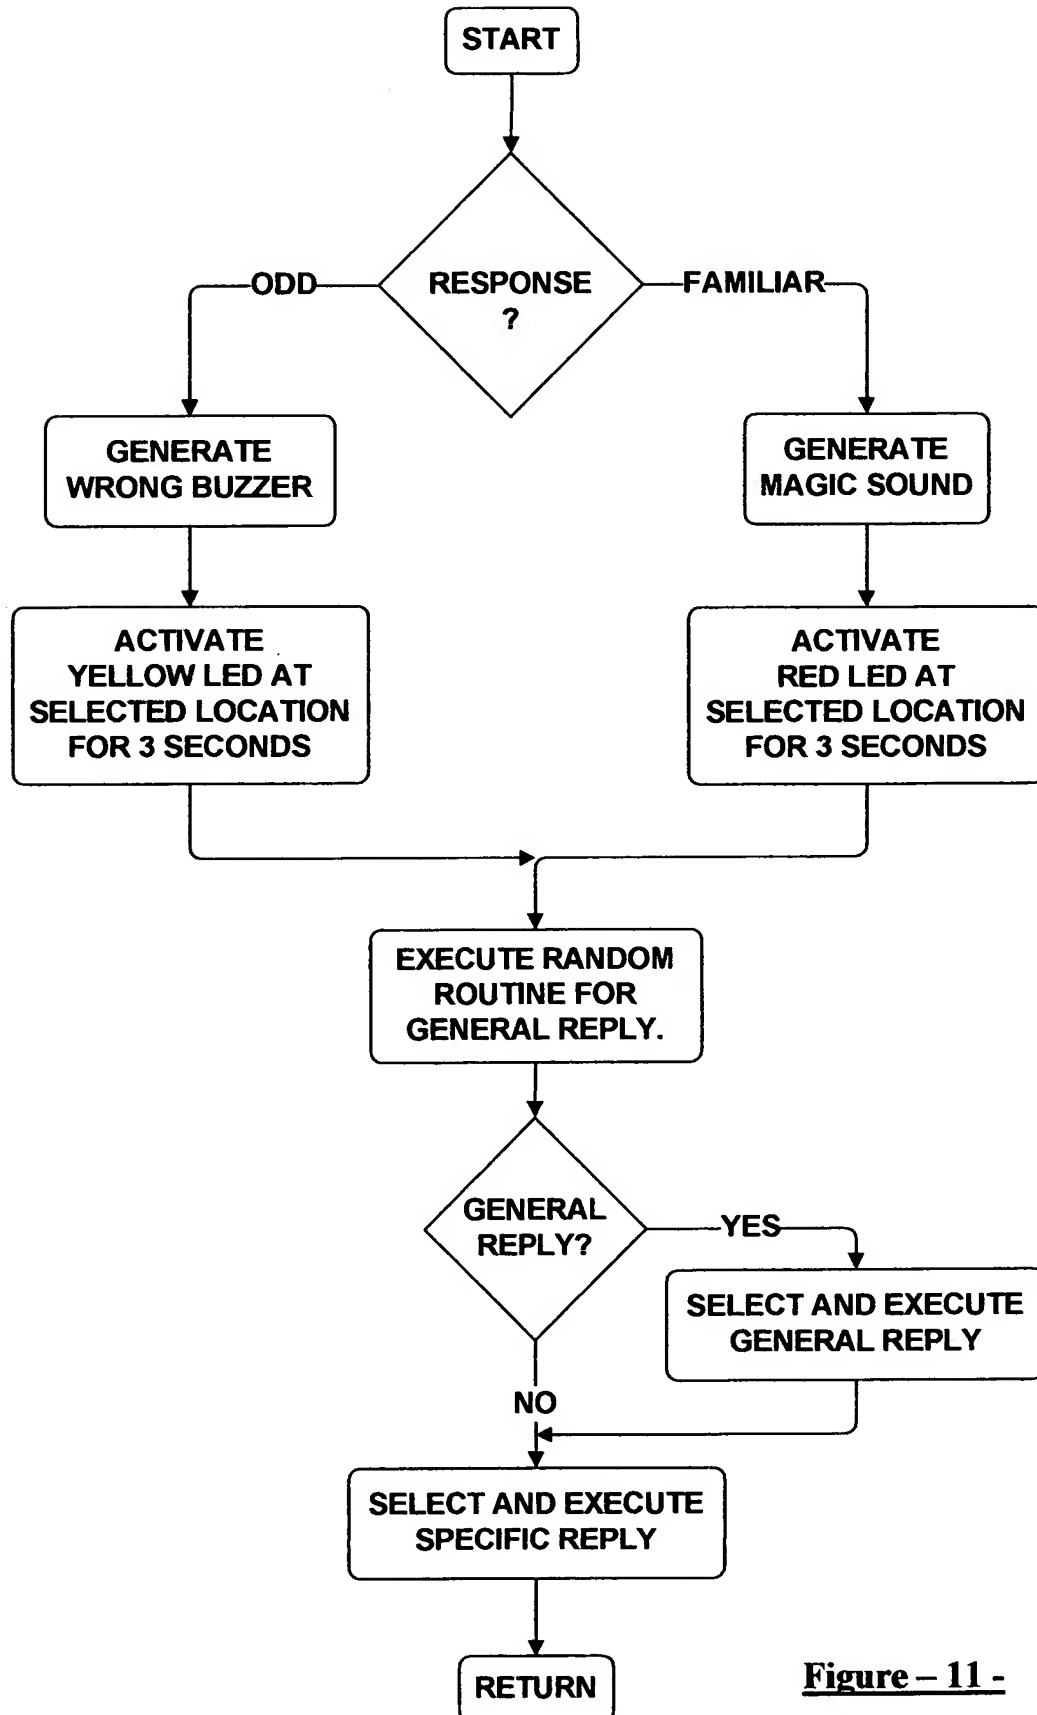 START
RESPONSE
?
ODD
FAMILIAR
GENERATE
WRONG BUZZER
GENERATE
MAGIC SOUND
ACTIVATE
YELLOW LED AT
SELECTED LOCATION
FOR 3 SECONDS
ACTIVATE
RED LED AT
SELECTED LOCATION
FOR 3 SECONDS
EXECUTE RANDOM
ROUTINE FOR
GENERAL REPLY.
GENERAL
REPLY?
YES
SELECT AND EXECUTE
GENERAL REPLY
NO
SELECT AND EXECUTE
SPECIFIC REPLY
RETURN
Figure – 11 -